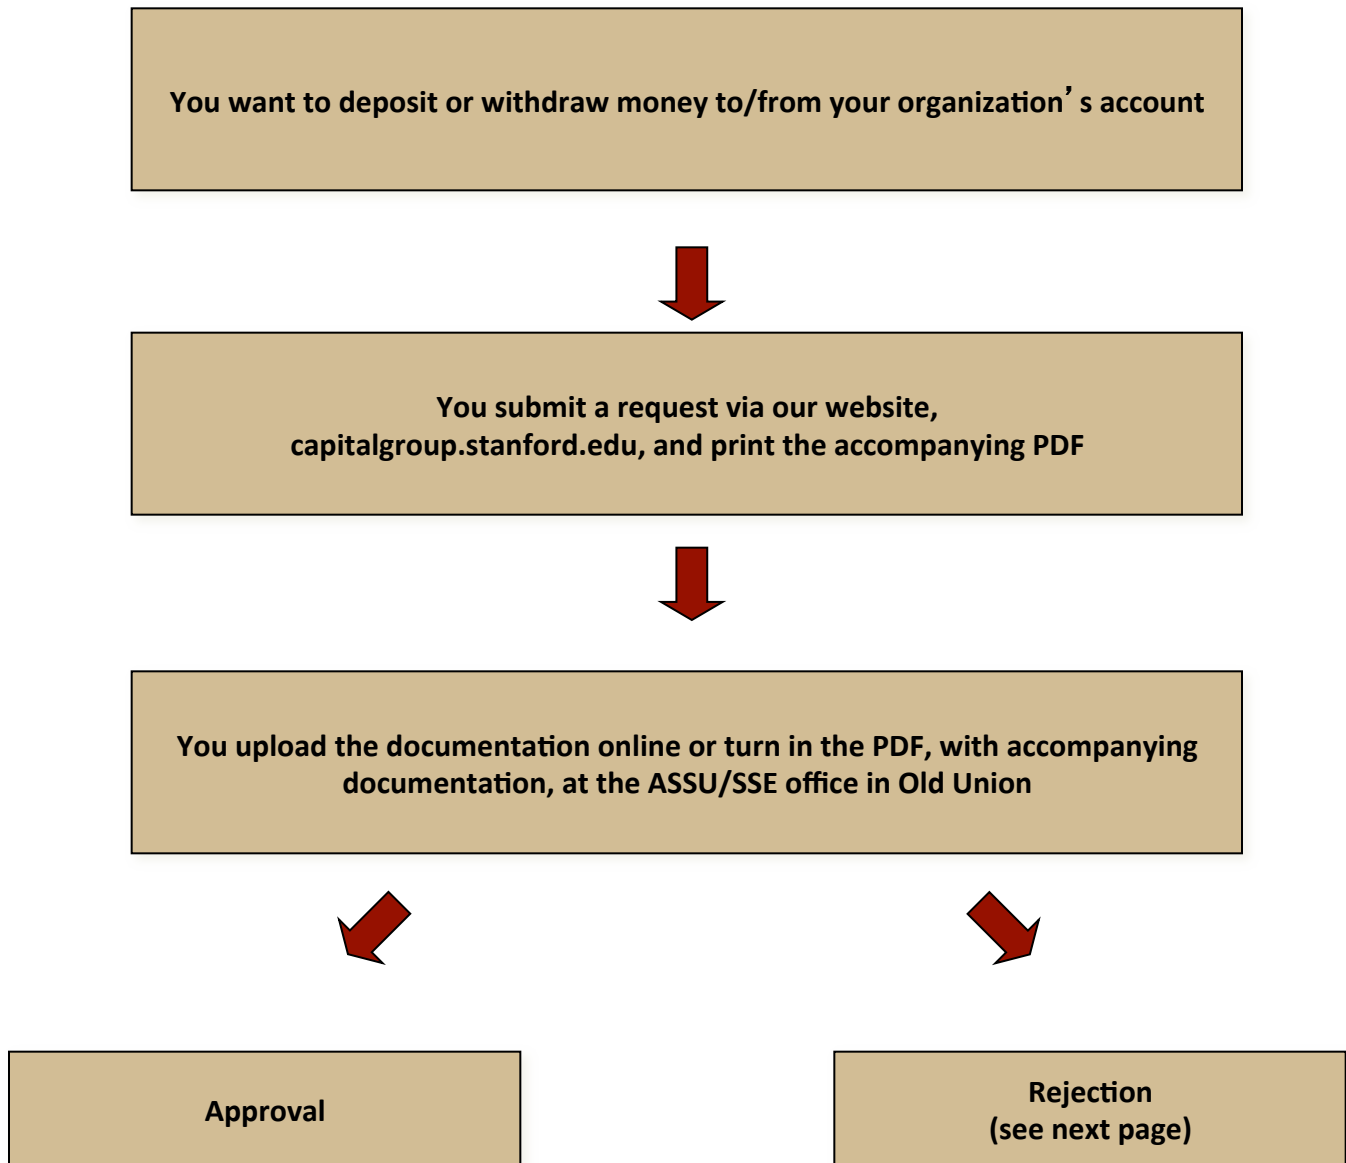 You want to deposit or withdraw money to/from your organization’ s account
You submit a request via our website,
capitalgroup.stanford.edu, and print the accompanying PDF
You upload the documentation online or turn in the PDF, with accompanying
documentation, at the ASSU/SSE office in Old Union
Approval
Rejection
(see next page)